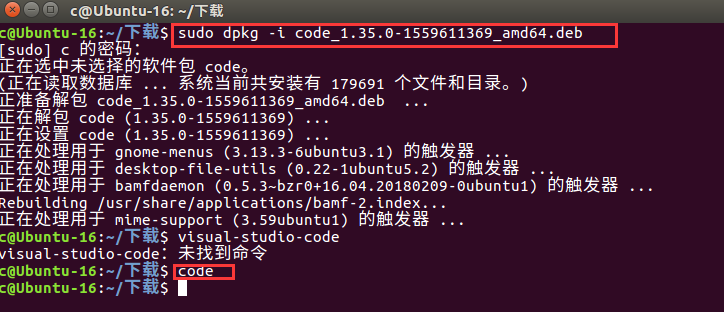 c@Ubuntu-16: ~/下载
c@Ubuntu-16:~/下载$ sudo dpkg -i code_1.35.0-1559611369_amd64.deb
[sudo] c 的密码：
正在选中未选择的软件包 code。
(正在读取数据库 ... 系统当前共安装有 179691 个文件和目录。)
正准备解包 code_1.35.0-1559611369_amd64.deb ...
正在解包 code (1.35.0-1559611369) ...
正在设置 code (1.35.0-1559611369) ...
正在处理用于 gnome-menus (3.13.3-6ubuntu3.1) 的触发器 ...
正在处理用于 desktop-file-utils (0.22-1ubuntu5.2) 的触发器 ...
正在处理用于 bamfdaemon (0.5.3~bzr0+16.04.20180209-0ubuntu1) 的触发器 ...
Rebuilding /usr/share/applications/bamf-2.index...
正在处理用于 mime-support (3.59ubuntu1) 的触发器 ...
c@Ubuntu-16:~/下载$ visual-studio-code
visual-studio-code：未找到命令
c@Ubuntu-16:~/下载$ code
c@Ubuntu-16:~/下载$